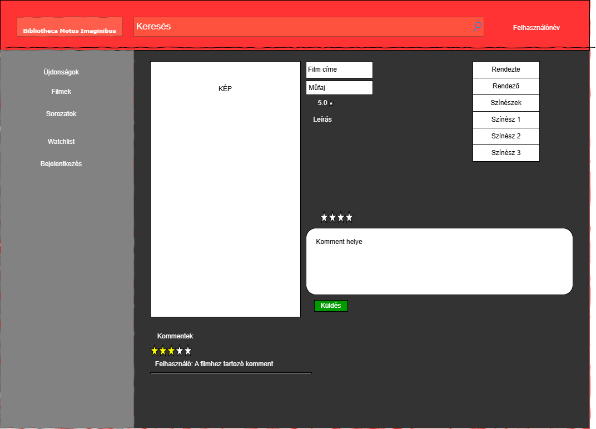 Bibliotheca Motus Imaginibus
Keresés
Felhasználónév
Újdonságok
Filmek
Sorozatok
Watchlist
Bejelentkezés
KÉP
Film címe
Műfaj
5.0
Leírás
Rendezte
Rendező
Színészek
Színész 1
Színész 2
Színész 3
Komment helye
Küldés
Kommentek
Felhasználó: A filmhez tartozó komment